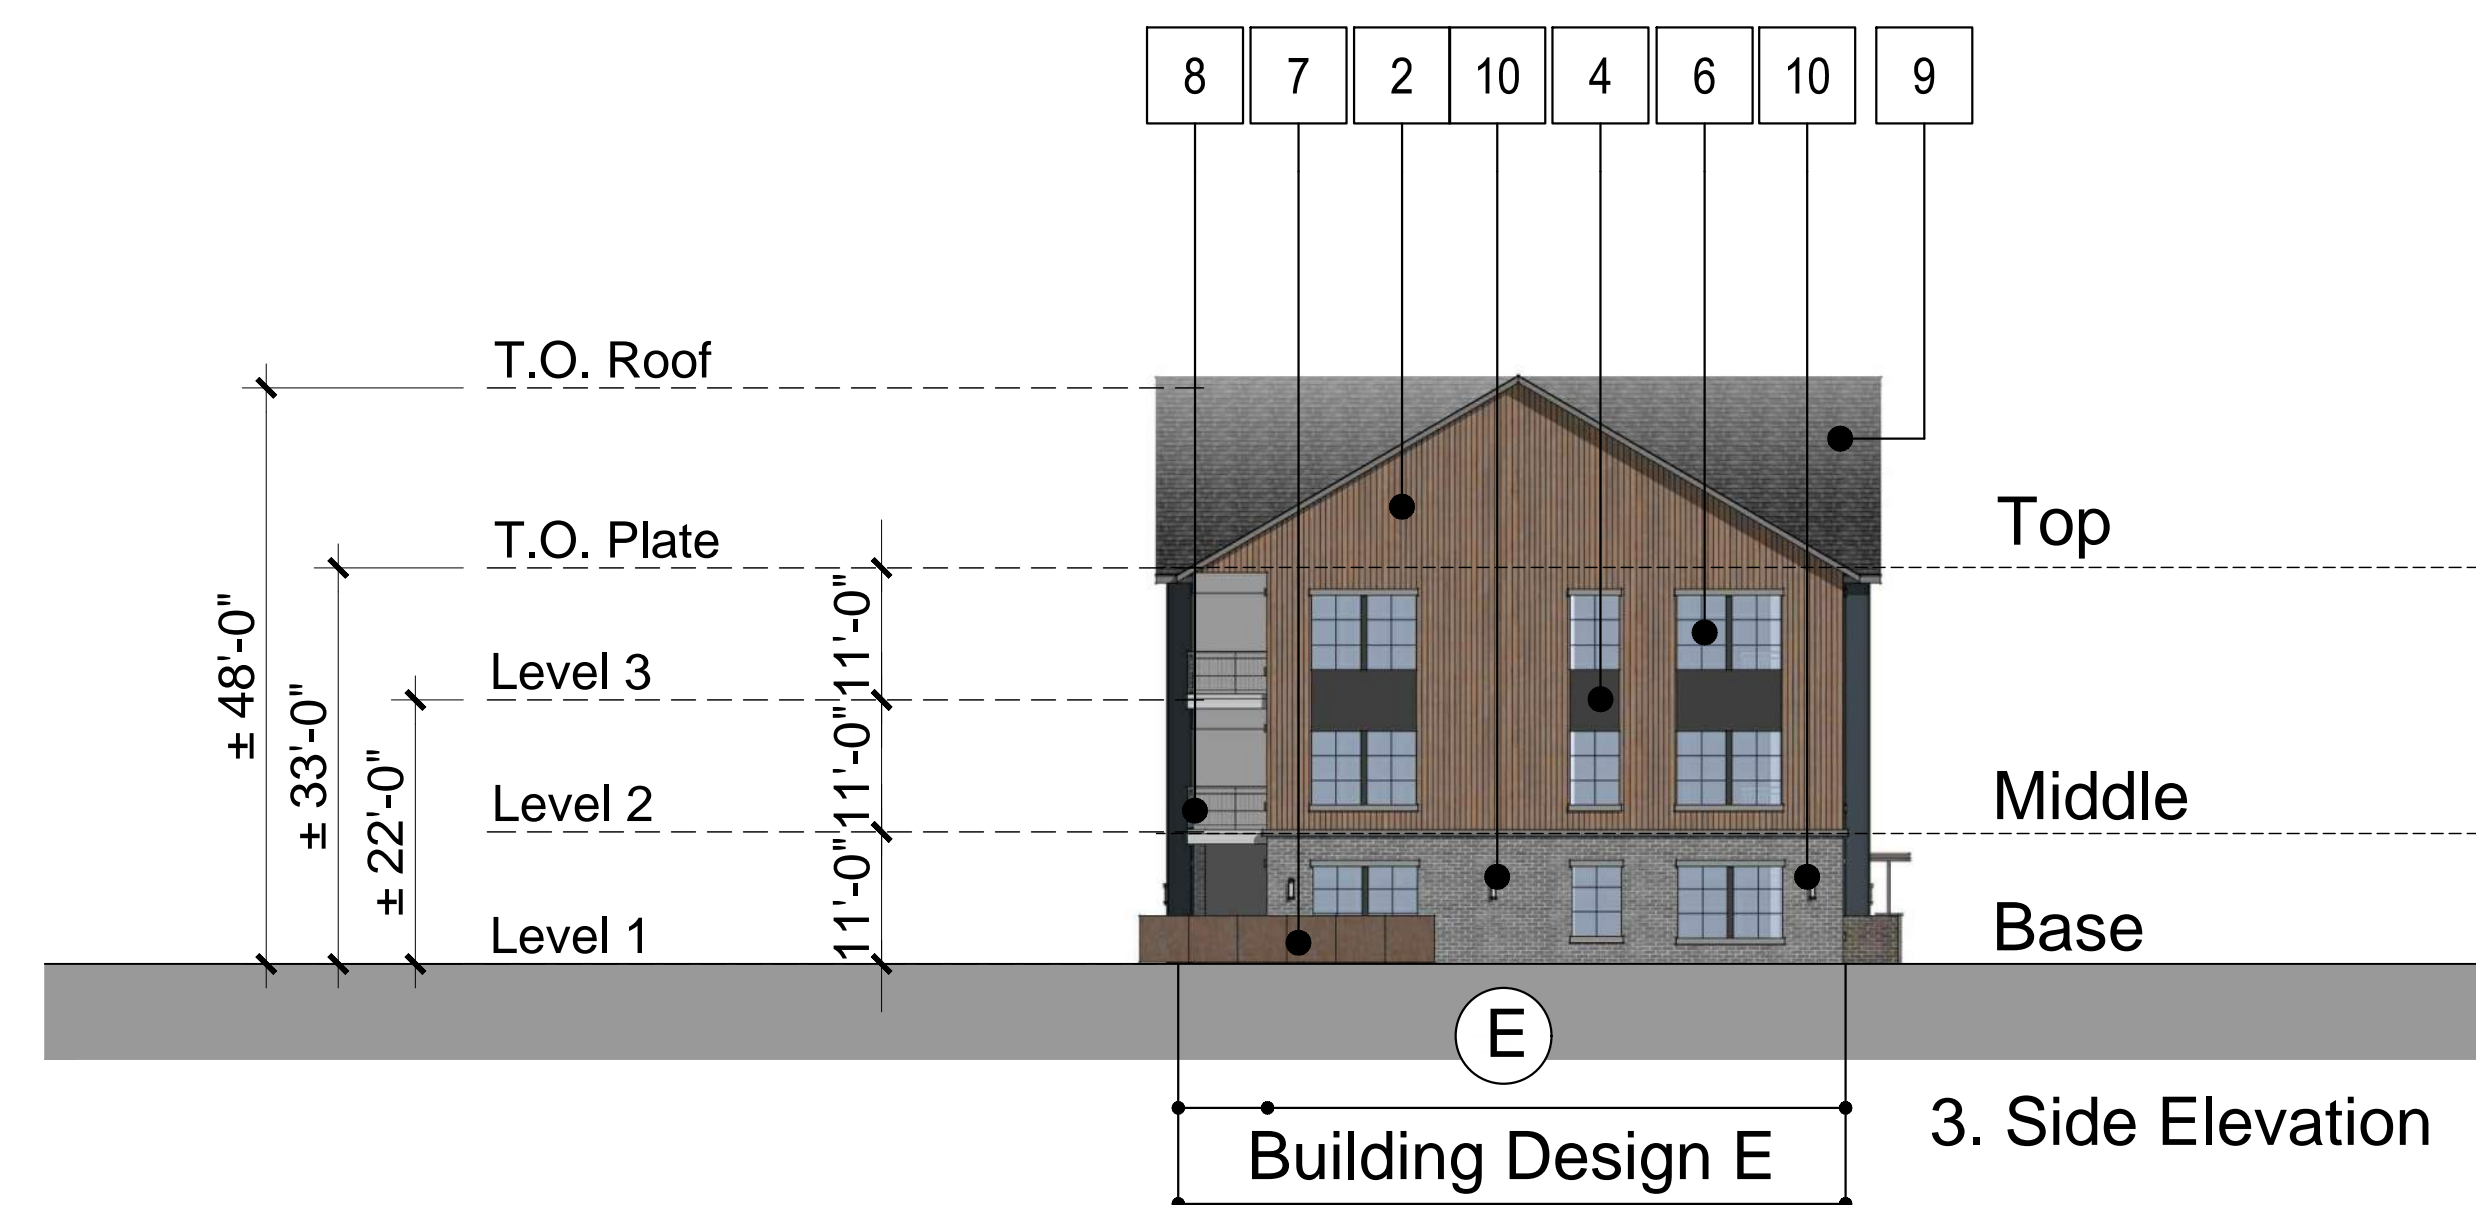 8 7 2 10 4 6 10 9
T.O. Roof
T.O. Plate
Top
Level 3
Level 2
Middle
Level 1
Base
± 48'-0"
± 33'-0"
± 22'-0"
11'-0"
11'-0"
11'-0"
E
Building Design E
3. Side Elevation